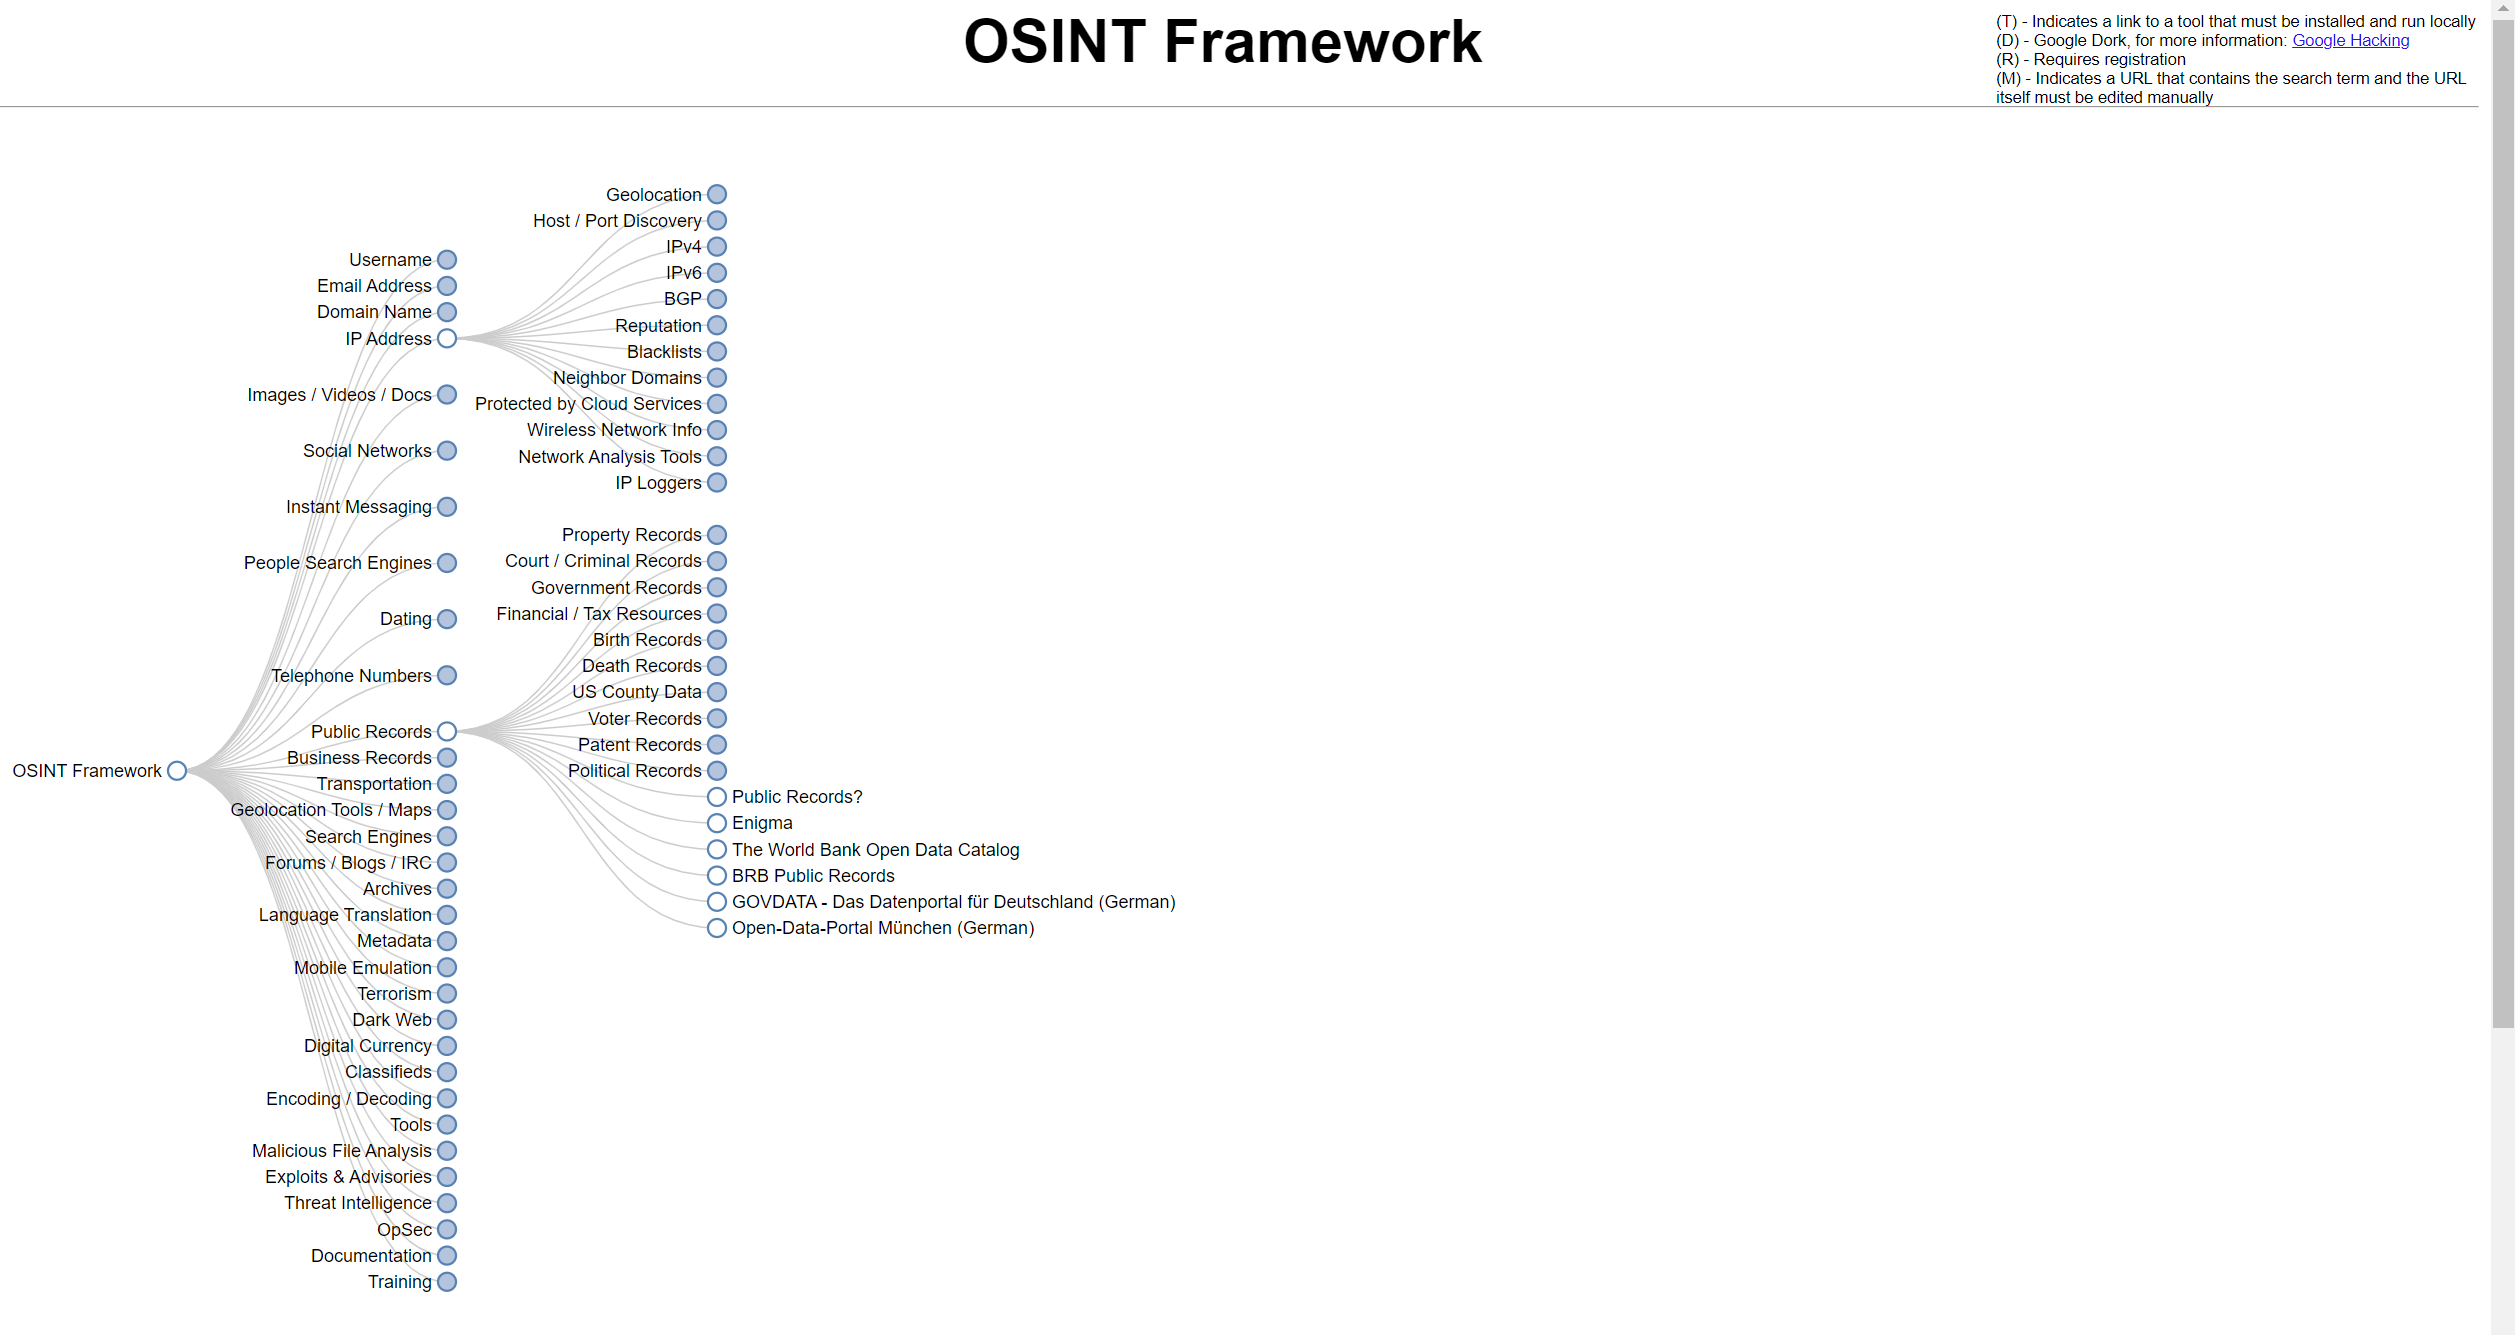 OSINT Framework
(T) - Indicates a link to a tool that must be installed and run locally
(D) - Google Dork, for more information: Google Hacking
(R) - Requires registration
(M) - Indicates a URL that contains the search term and the URL
itself must be edited manually
OSINT Framework
Username
Email Address
Domain Name
IP Address
Images / Videos / Docs
Social Networks
Instant Messaging
People Search Engines
Dating
Telephone Numbers
Public Records
Business Records
Transportation
Geolocation Tools / Maps
Search Engines
Forums / Blogs / IRC
Archives
Language Translation
Metadata
Mobile Emulation
Terrorism
Dark Web
Digital Currency
Classifieds
Encoding / Decoding
Tools
Malicious File Analysis
Exploits & Advisories
Threat Intelligence
OpSec
Documentation
Training
Geolocation
Host / Port Discovery
IPv4
IPv6
BGP
Reputation
Blacklists
Neighbor Domains
Protected by Cloud Services
Wireless Network Info
Network Analysis Tools
IP Loggers
Property Records
Court / Criminal Records
Government Records
Financial / Tax Resources
Birth Records
Death Records
US County Data
Voter Records
Patent Records
Political Records
Public Records?
Enigma
The World Bank Open Data Catalog
BRB Public Records
GOVDATA - Das Datenportal für Deutschland (German)
Open-Data-Portal München (German)